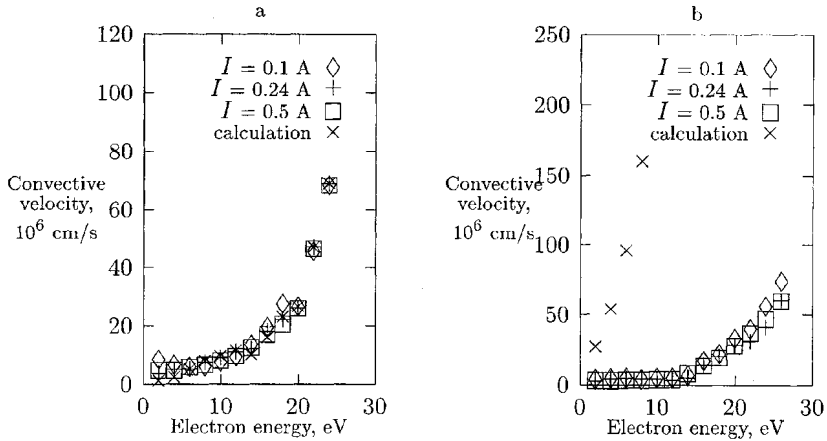 a
120
100
80
60
40
20
0
0
10
20
30
I = 0.1 A
I = 0.24 A
I = 0.5 A
calculation
Convective
velocity,
10⁶ cm/s
Electron energy, eV
b
250
200
150
100
50
0
0
10
20
30
I = 0.1 A
I = 0.24 A
I = 0.5 A
calculation
Convective
velocity,
10⁶ cm/s
Electron energy, eV